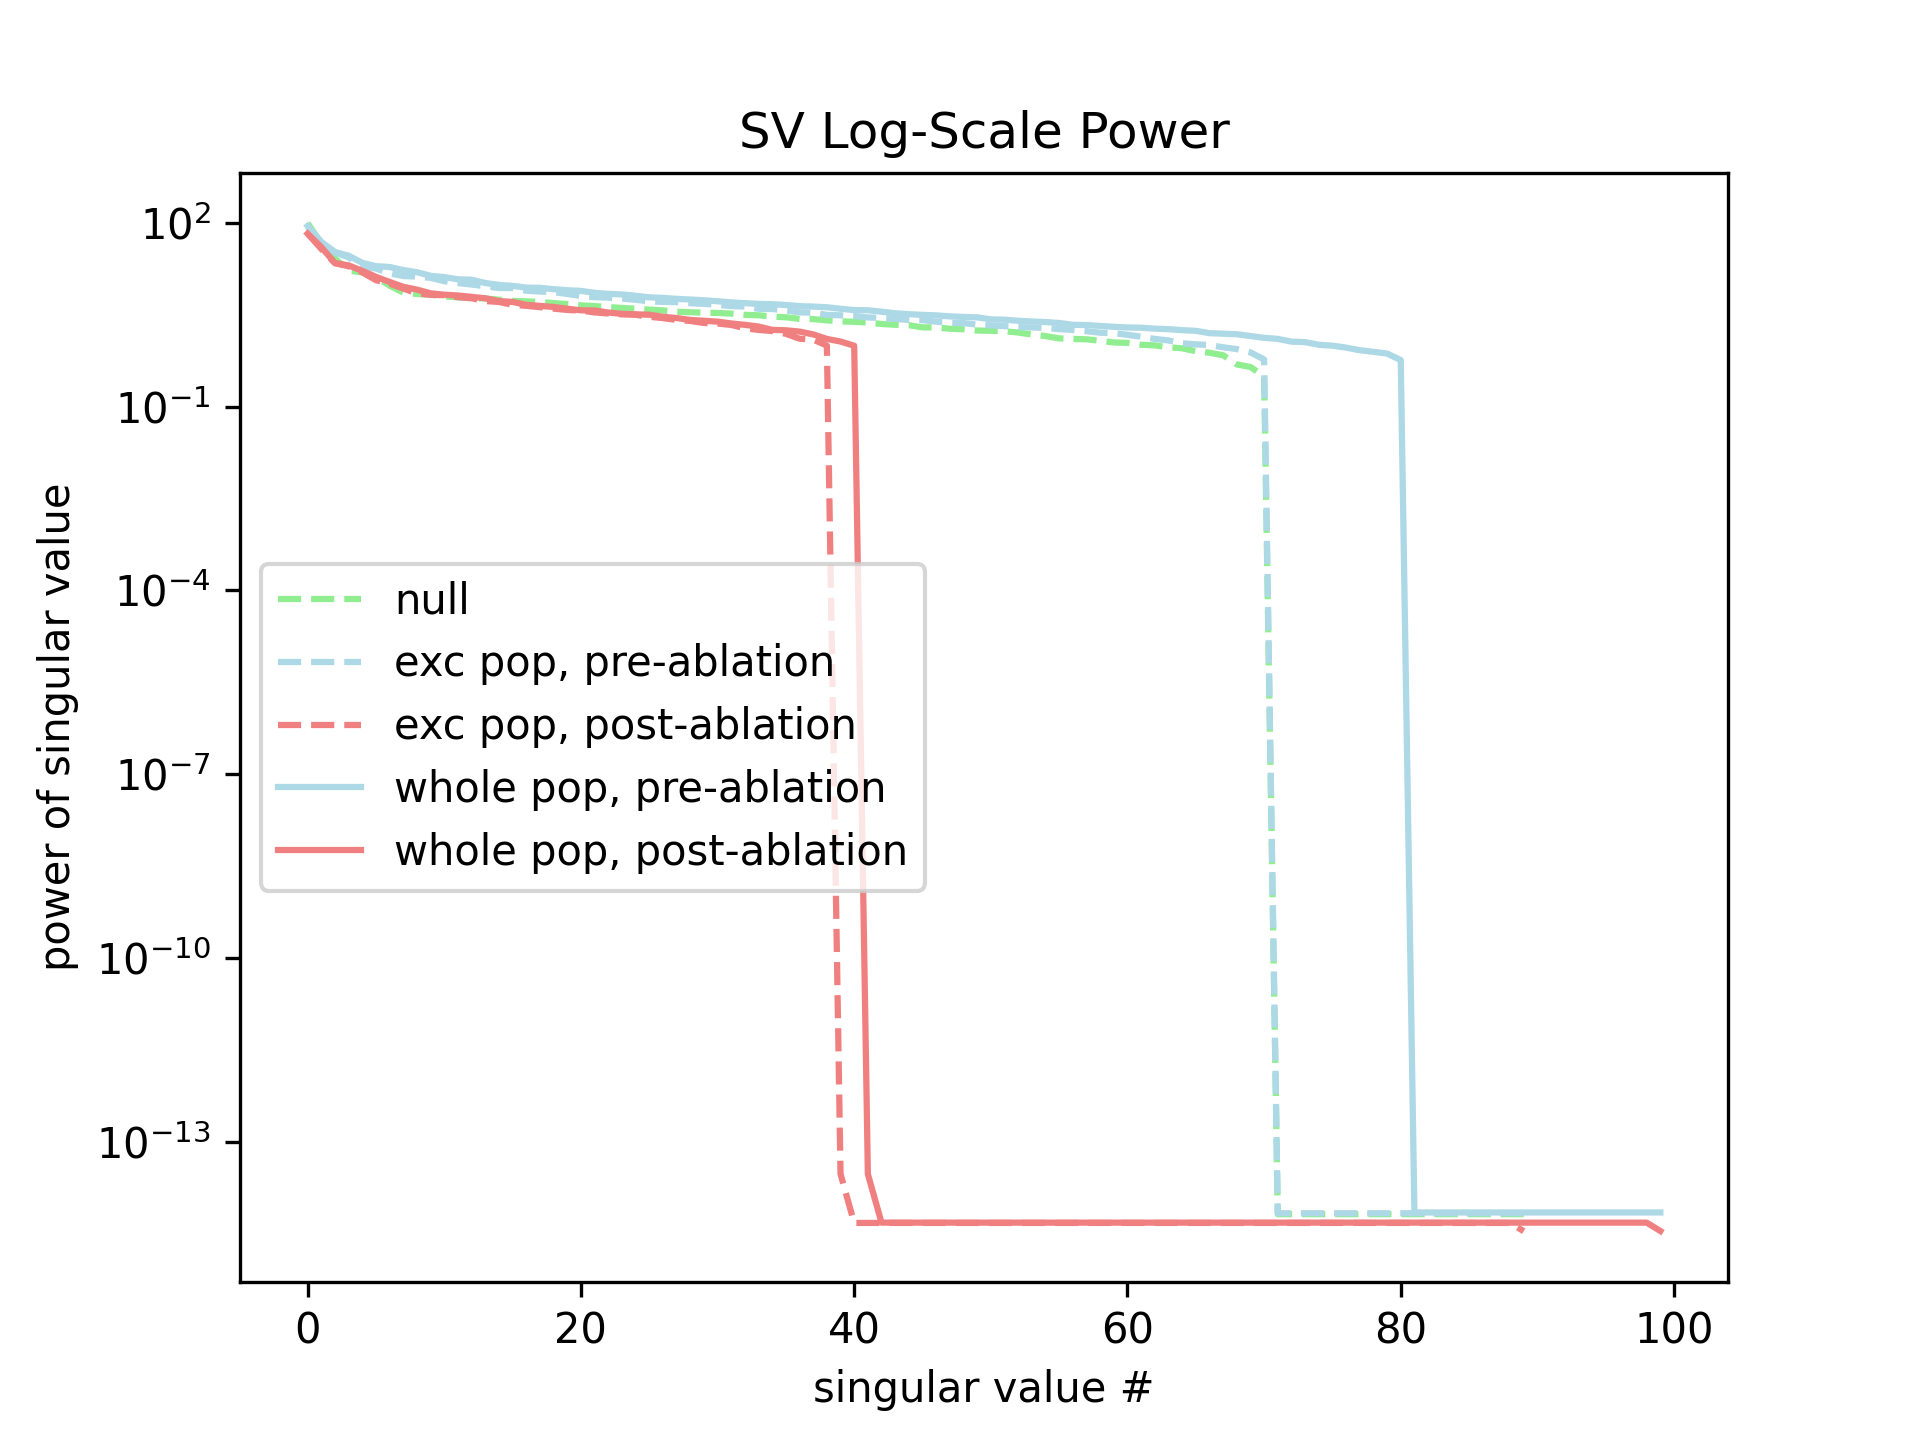 SV Log-Scale Power
power of singular value
10²
10⁻¹
10⁻⁴
10⁻⁷
10⁻¹⁰
10⁻¹³
null
exc pop, pre-ablation
exc pop, post-ablation
whole pop, pre-ablation
whole pop, post-ablation
0 20 40 60 80 100
singular value #